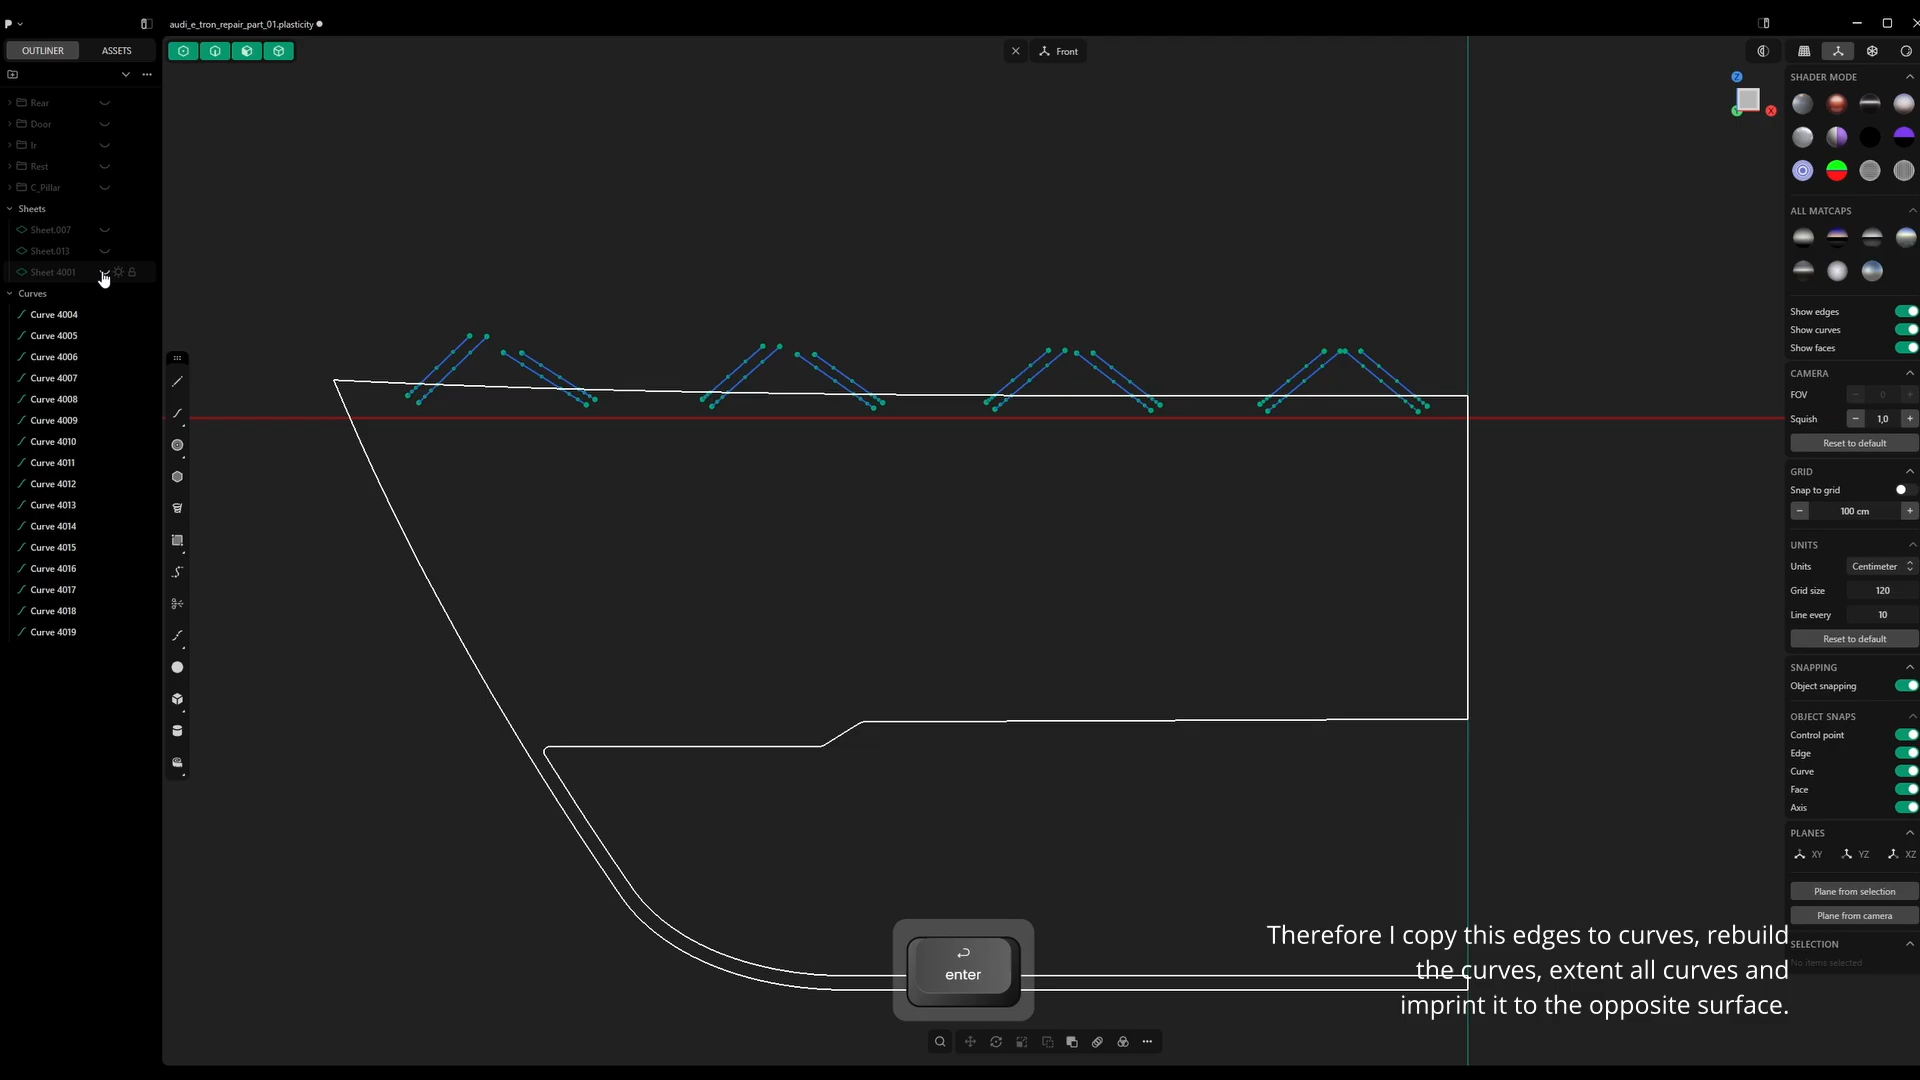 audi_e_tron_repair_part_01.plasticity
OUTLINER
ASSETS
Rear
Door
Ir
Rest
C_Pillar
Sheets
Sheet.007
Sheet.013
Sheet 4001
Curves
Curve 4004
Curve 4005
Curve 4006
Curve 4007
Curve 4008
Curve 4009
Curve 4010
Curve 4011
Curve 4012
Curve 4013
Curve 4014
Curve 4015
Curve 4016
Curve 4017
Curve 4018
Curve 4019
Front
Z
X
enter
Therefore I copy this edges to curves, rebuild
the curves, extent all curves and
imprint it to the opposite surface.
SHADER MODE
ALL MATCAPS
Show edges
Show curves
Show faces
CAMERA
FOV - 0 +
Squish - 1,0 +
Reset to default
GRID
Snap to grid
- 100 cm +
UNITS
Units Centimeter
Grid size 120
Line every 10
Reset to default
SNAPPING
Object snapping
OBJECT SNAPS
Control point
Edge
Curve
Face
Axis
PLANES
XY YZ XZ
Plane from selection
Plane from camera
SELECTION
No items selected